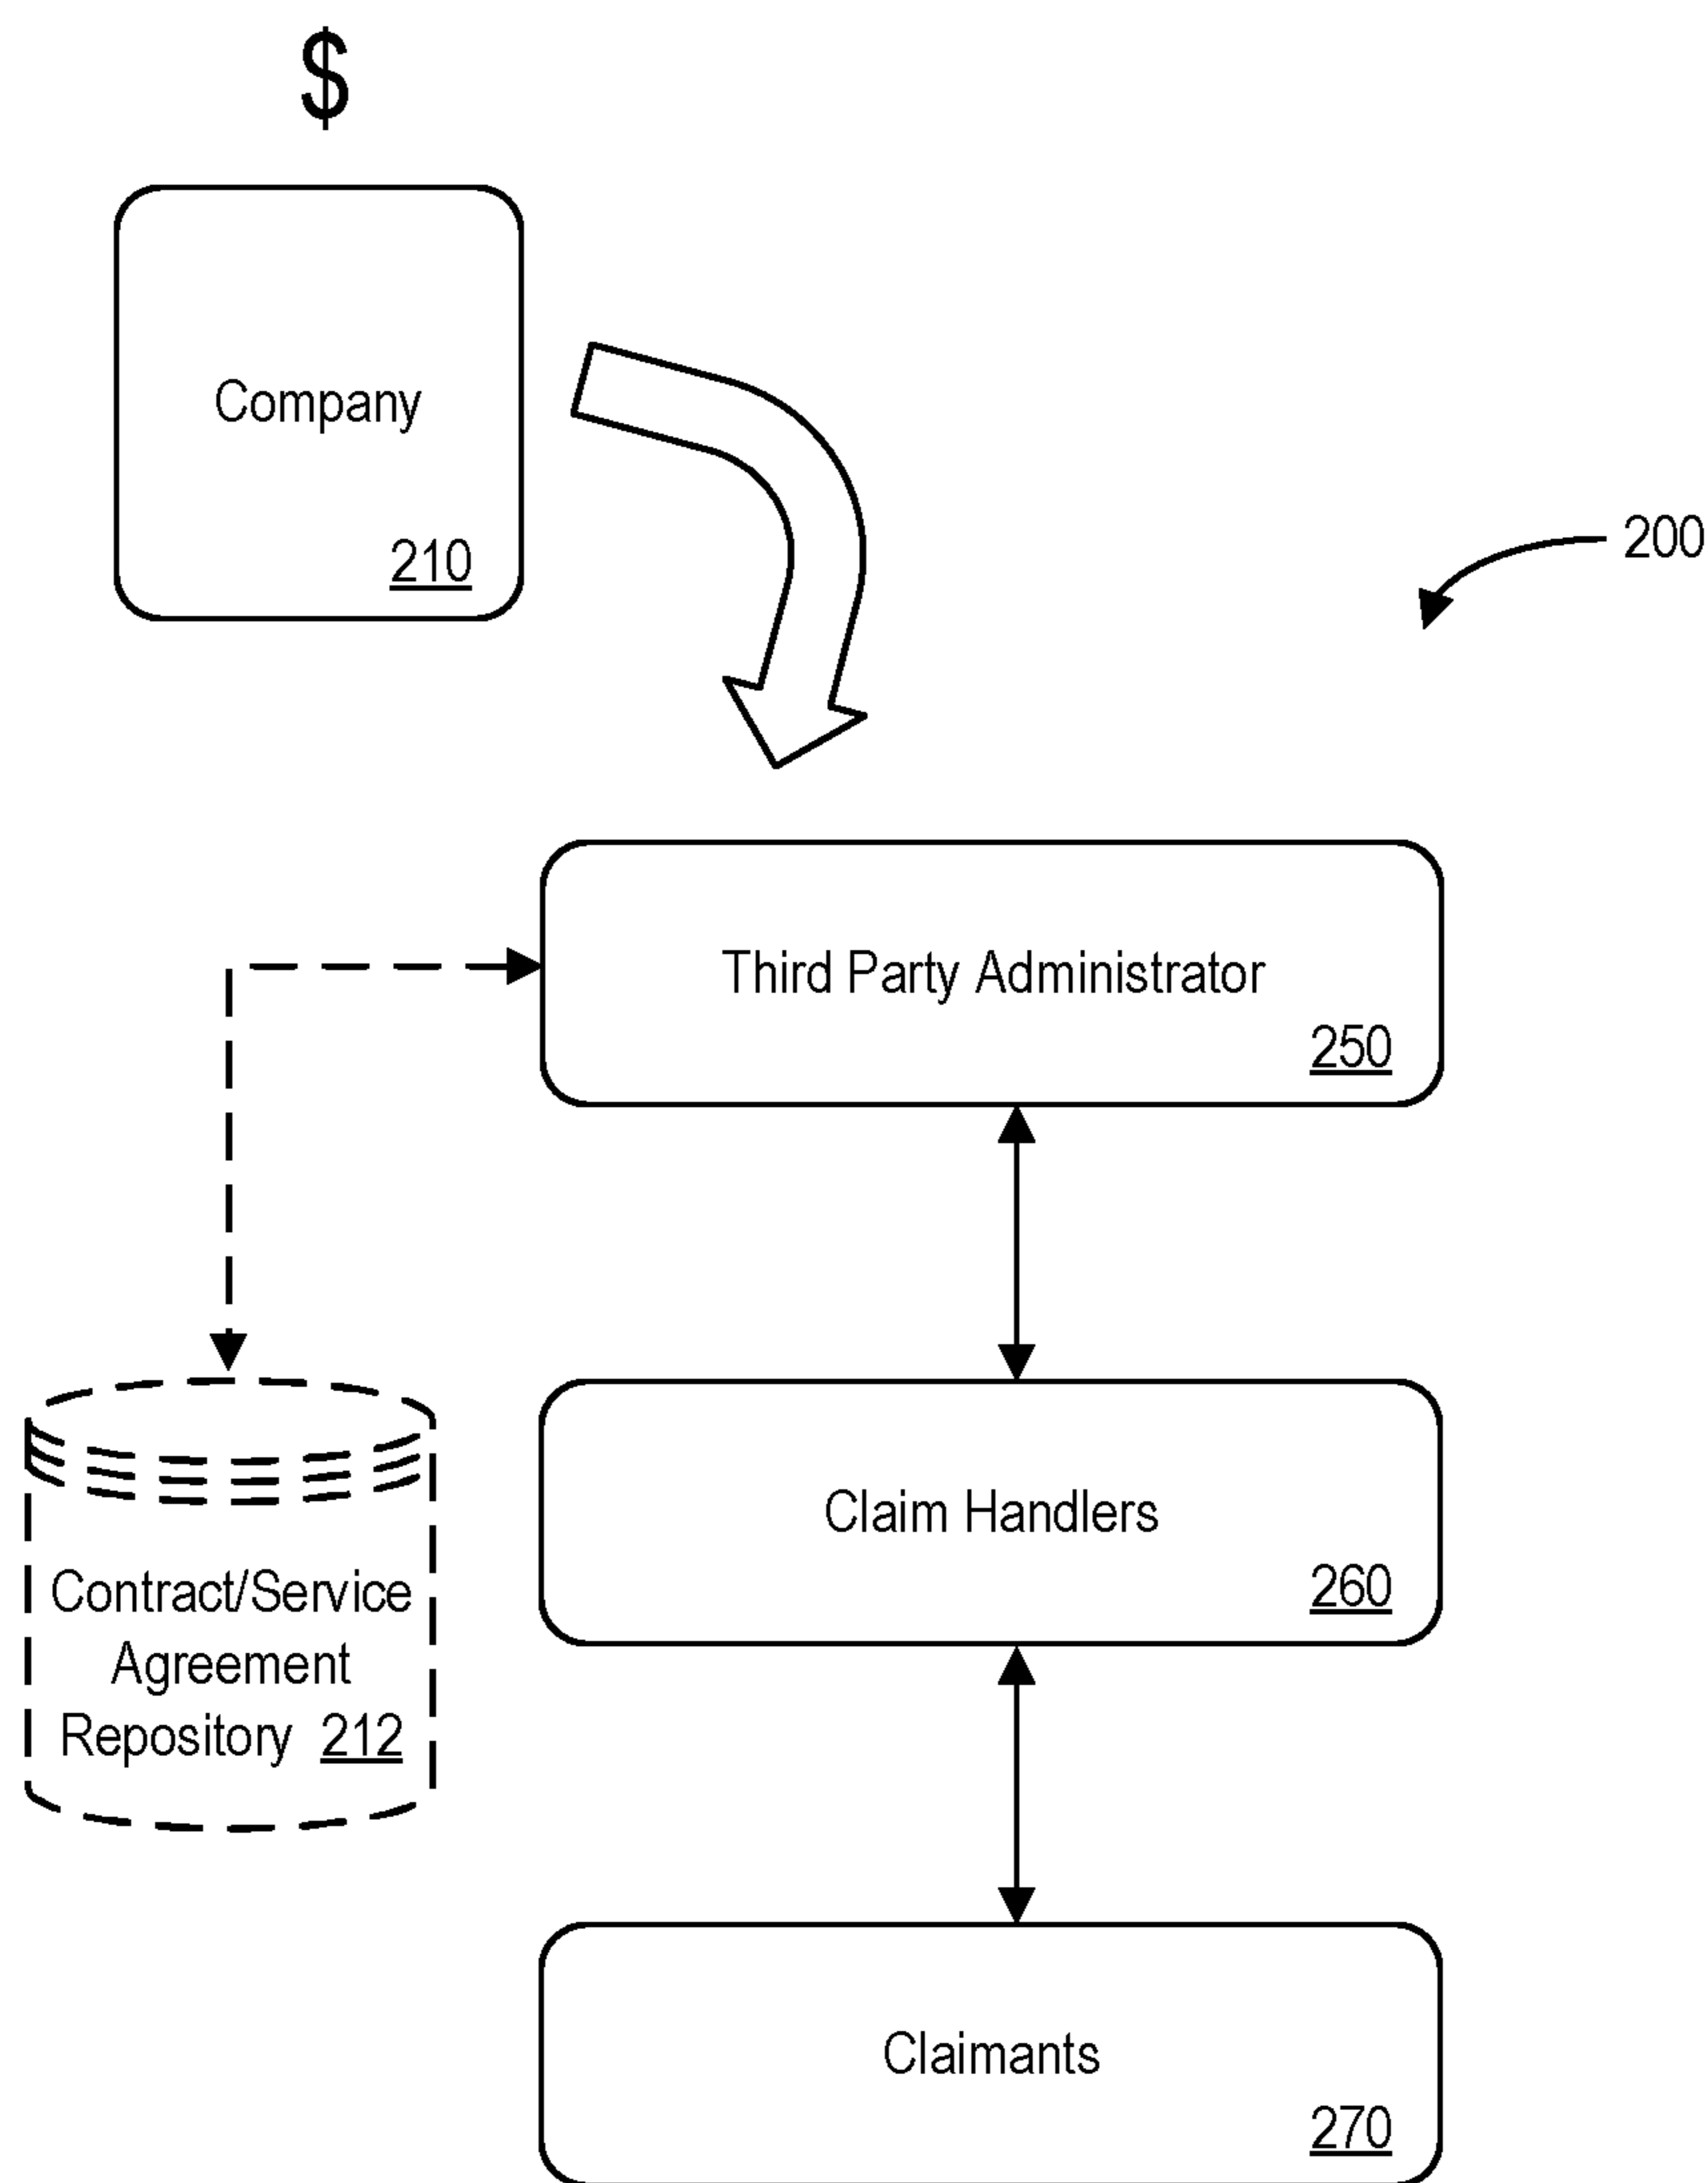 $
Company
210
200
Third Party Administrator
250
Claim Handlers
260
Contract/Service
Agreement
Repository 212
Claimants
270